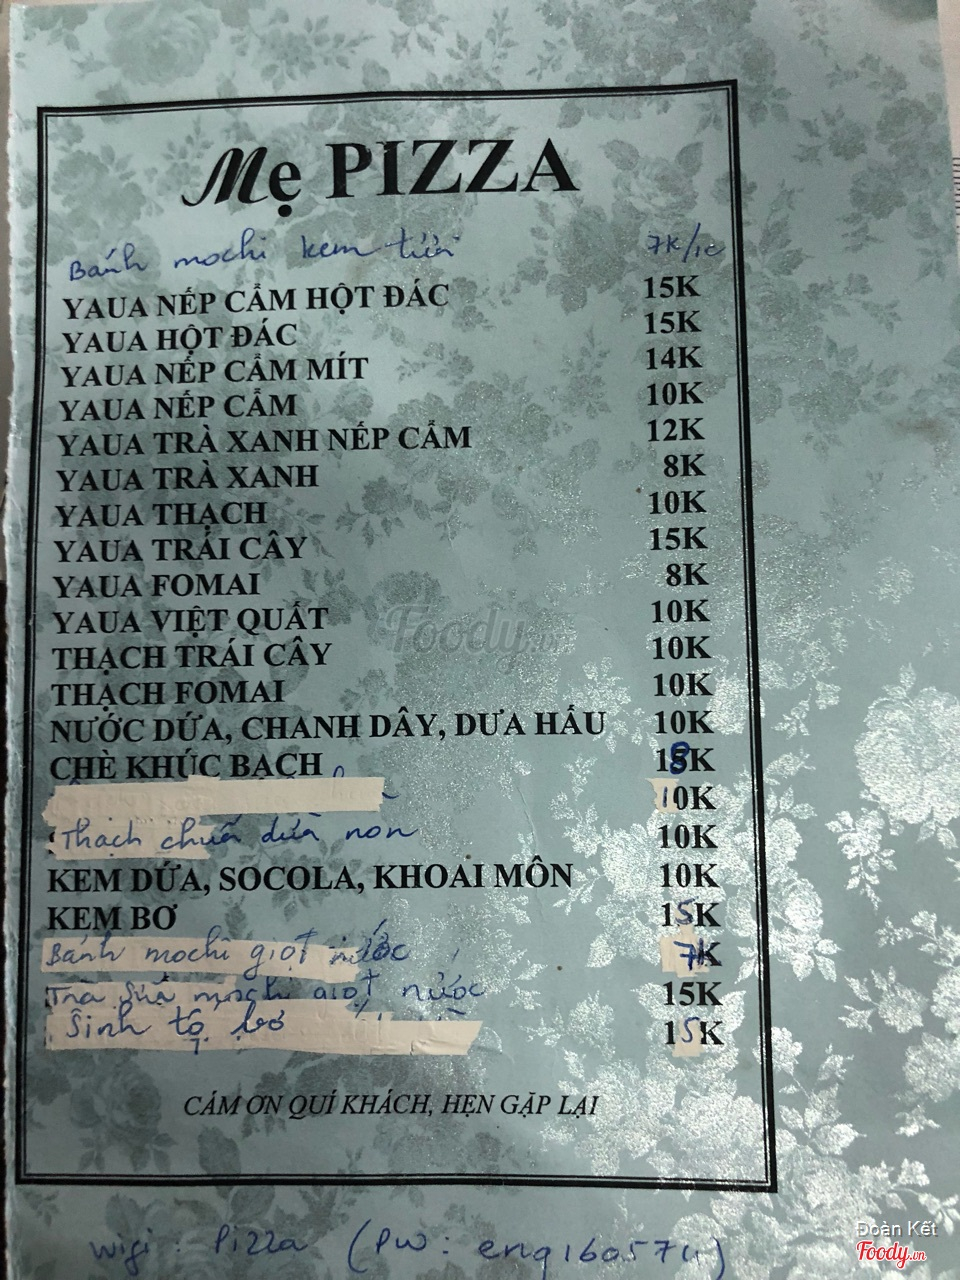 Mẹ PIZZA
Bánh mochi kem tươi 7K/1c
YAUA NẾP CẨM HỘT ĐÁC 15K
YAUA HỘT ĐÁC 15K
YAUA NẾP CẨM MÍT 14K
YAUA NẾP CẨM 10K
YAUA TRÀ XANH NẾP CẨM 12K
YAUA TRÀ XANH 8K
YAUA THẠCH 10K
YAUA TRÁI CÂY 15K
YAUA FOMAI 8K
YAUA VIỆT QUẤT 10K
THẠCH TRÁI CÂY 10K
THẠCH FOMAI 10K
NƯỚC DỨA, CHANH DÂY, DƯA HẤU 10K
CHÈ KHÚC BẠCH 18K
10K
Thạch chuối dừa non 10K
KEM DỨA, SOCOLA, KHOAI MÔN 10K
KEM BƠ 15K
Bánh mochi giọt nước 7K
Trà Sữa mochi giọt nước 15K
Sinh tố bơ 15K
CÁM ƠN QUÍ KHÁCH, HẸN GẶP LẠI
wifi Pizza (pw:
Foody.vn
Đoàn Kết
Foody.vn